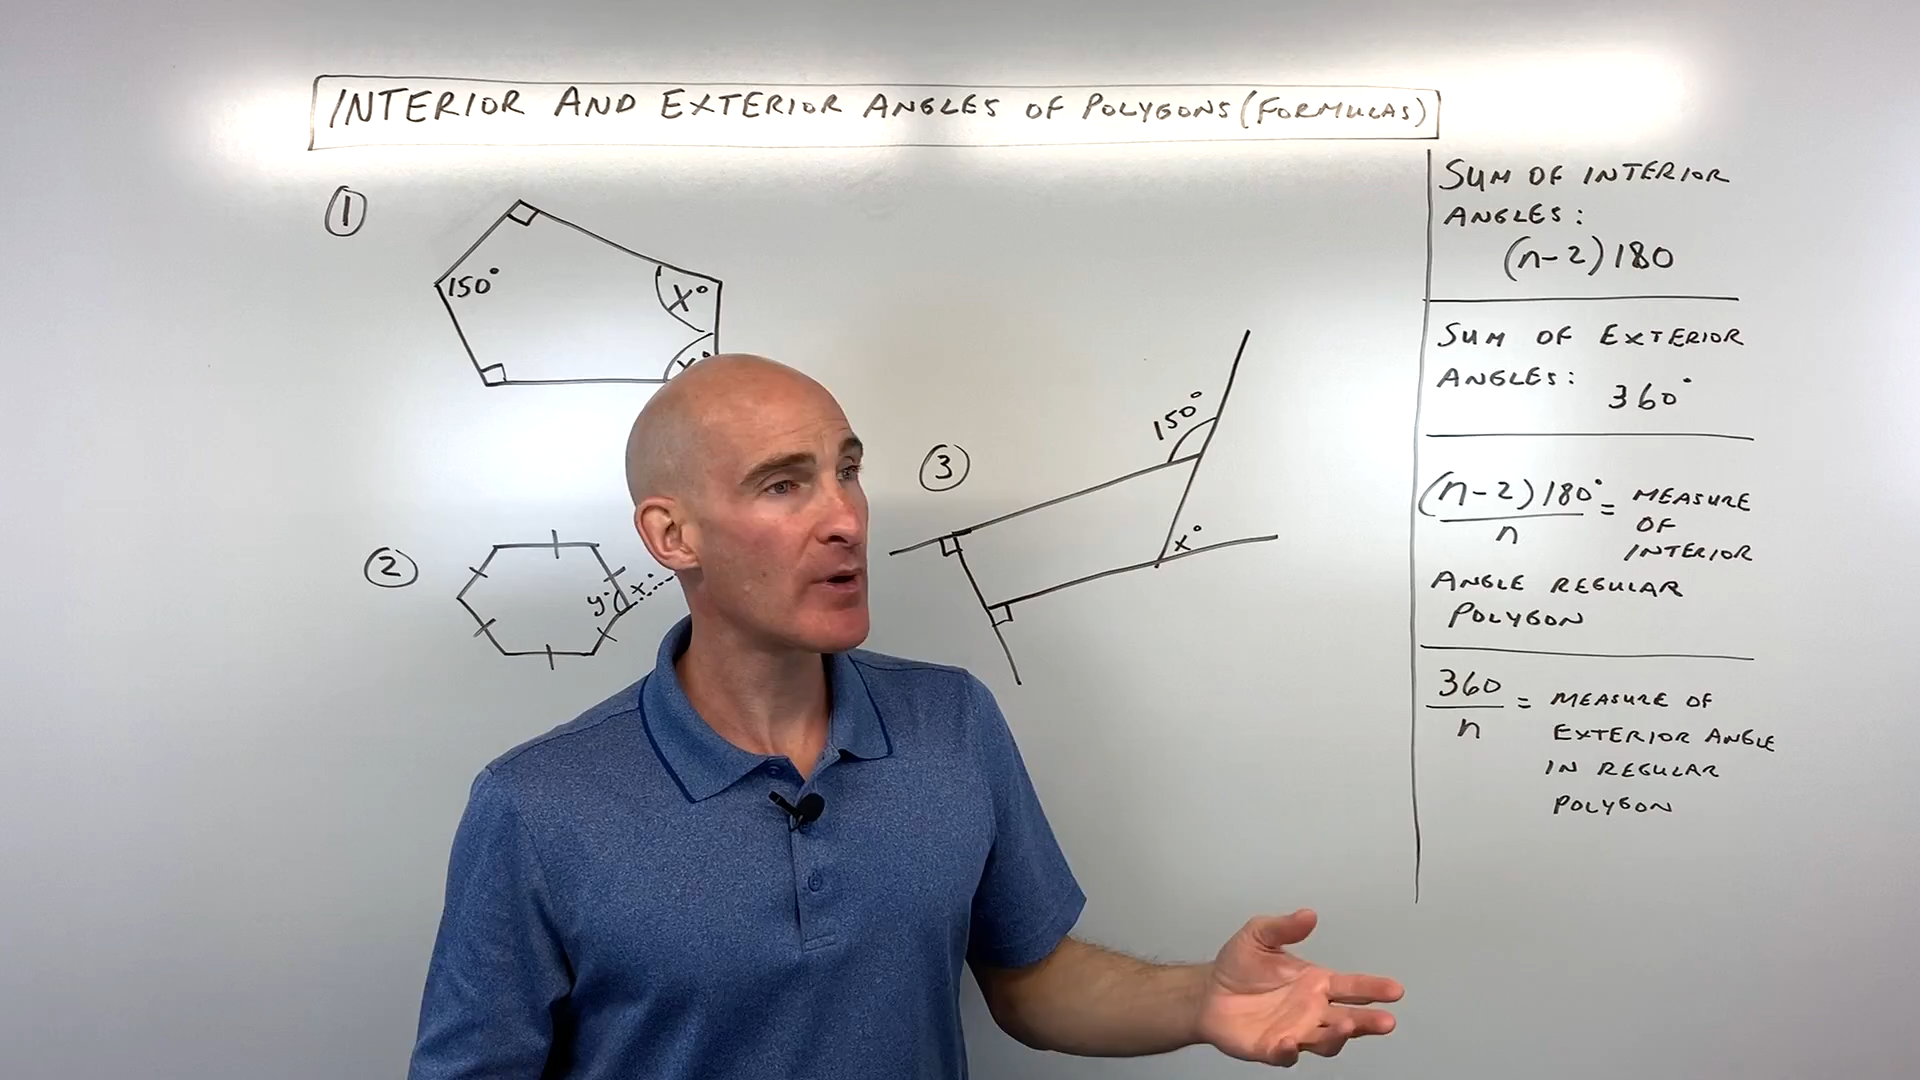 INTERIOR AND EXTERIOR ANGLES OF POLYGONS (FORMULAS)
1
150°
X°
X°
2
y°
x°
3
150°
x°
SUM OF INTERIOR
ANGLES:
(n-2)180
SUM OF EXTERIOR
ANGLES: 360°
(n-2)180° = MEASURE
n
OF
INTERIOR
ANGLE REGULAR
POLYGON
360 = MEASURE OF
n
EXTERIOR ANGLE
IN REGULAR
POLYGON